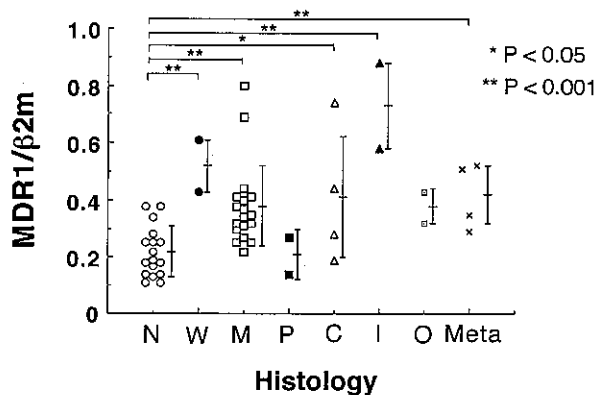 **
**
*
**
**
* P < 0.05
** P < 0.001
MDR1/β2m
1.0
0.8
0.6
0.4
0.2
0
N W M P C I O Meta
Histology